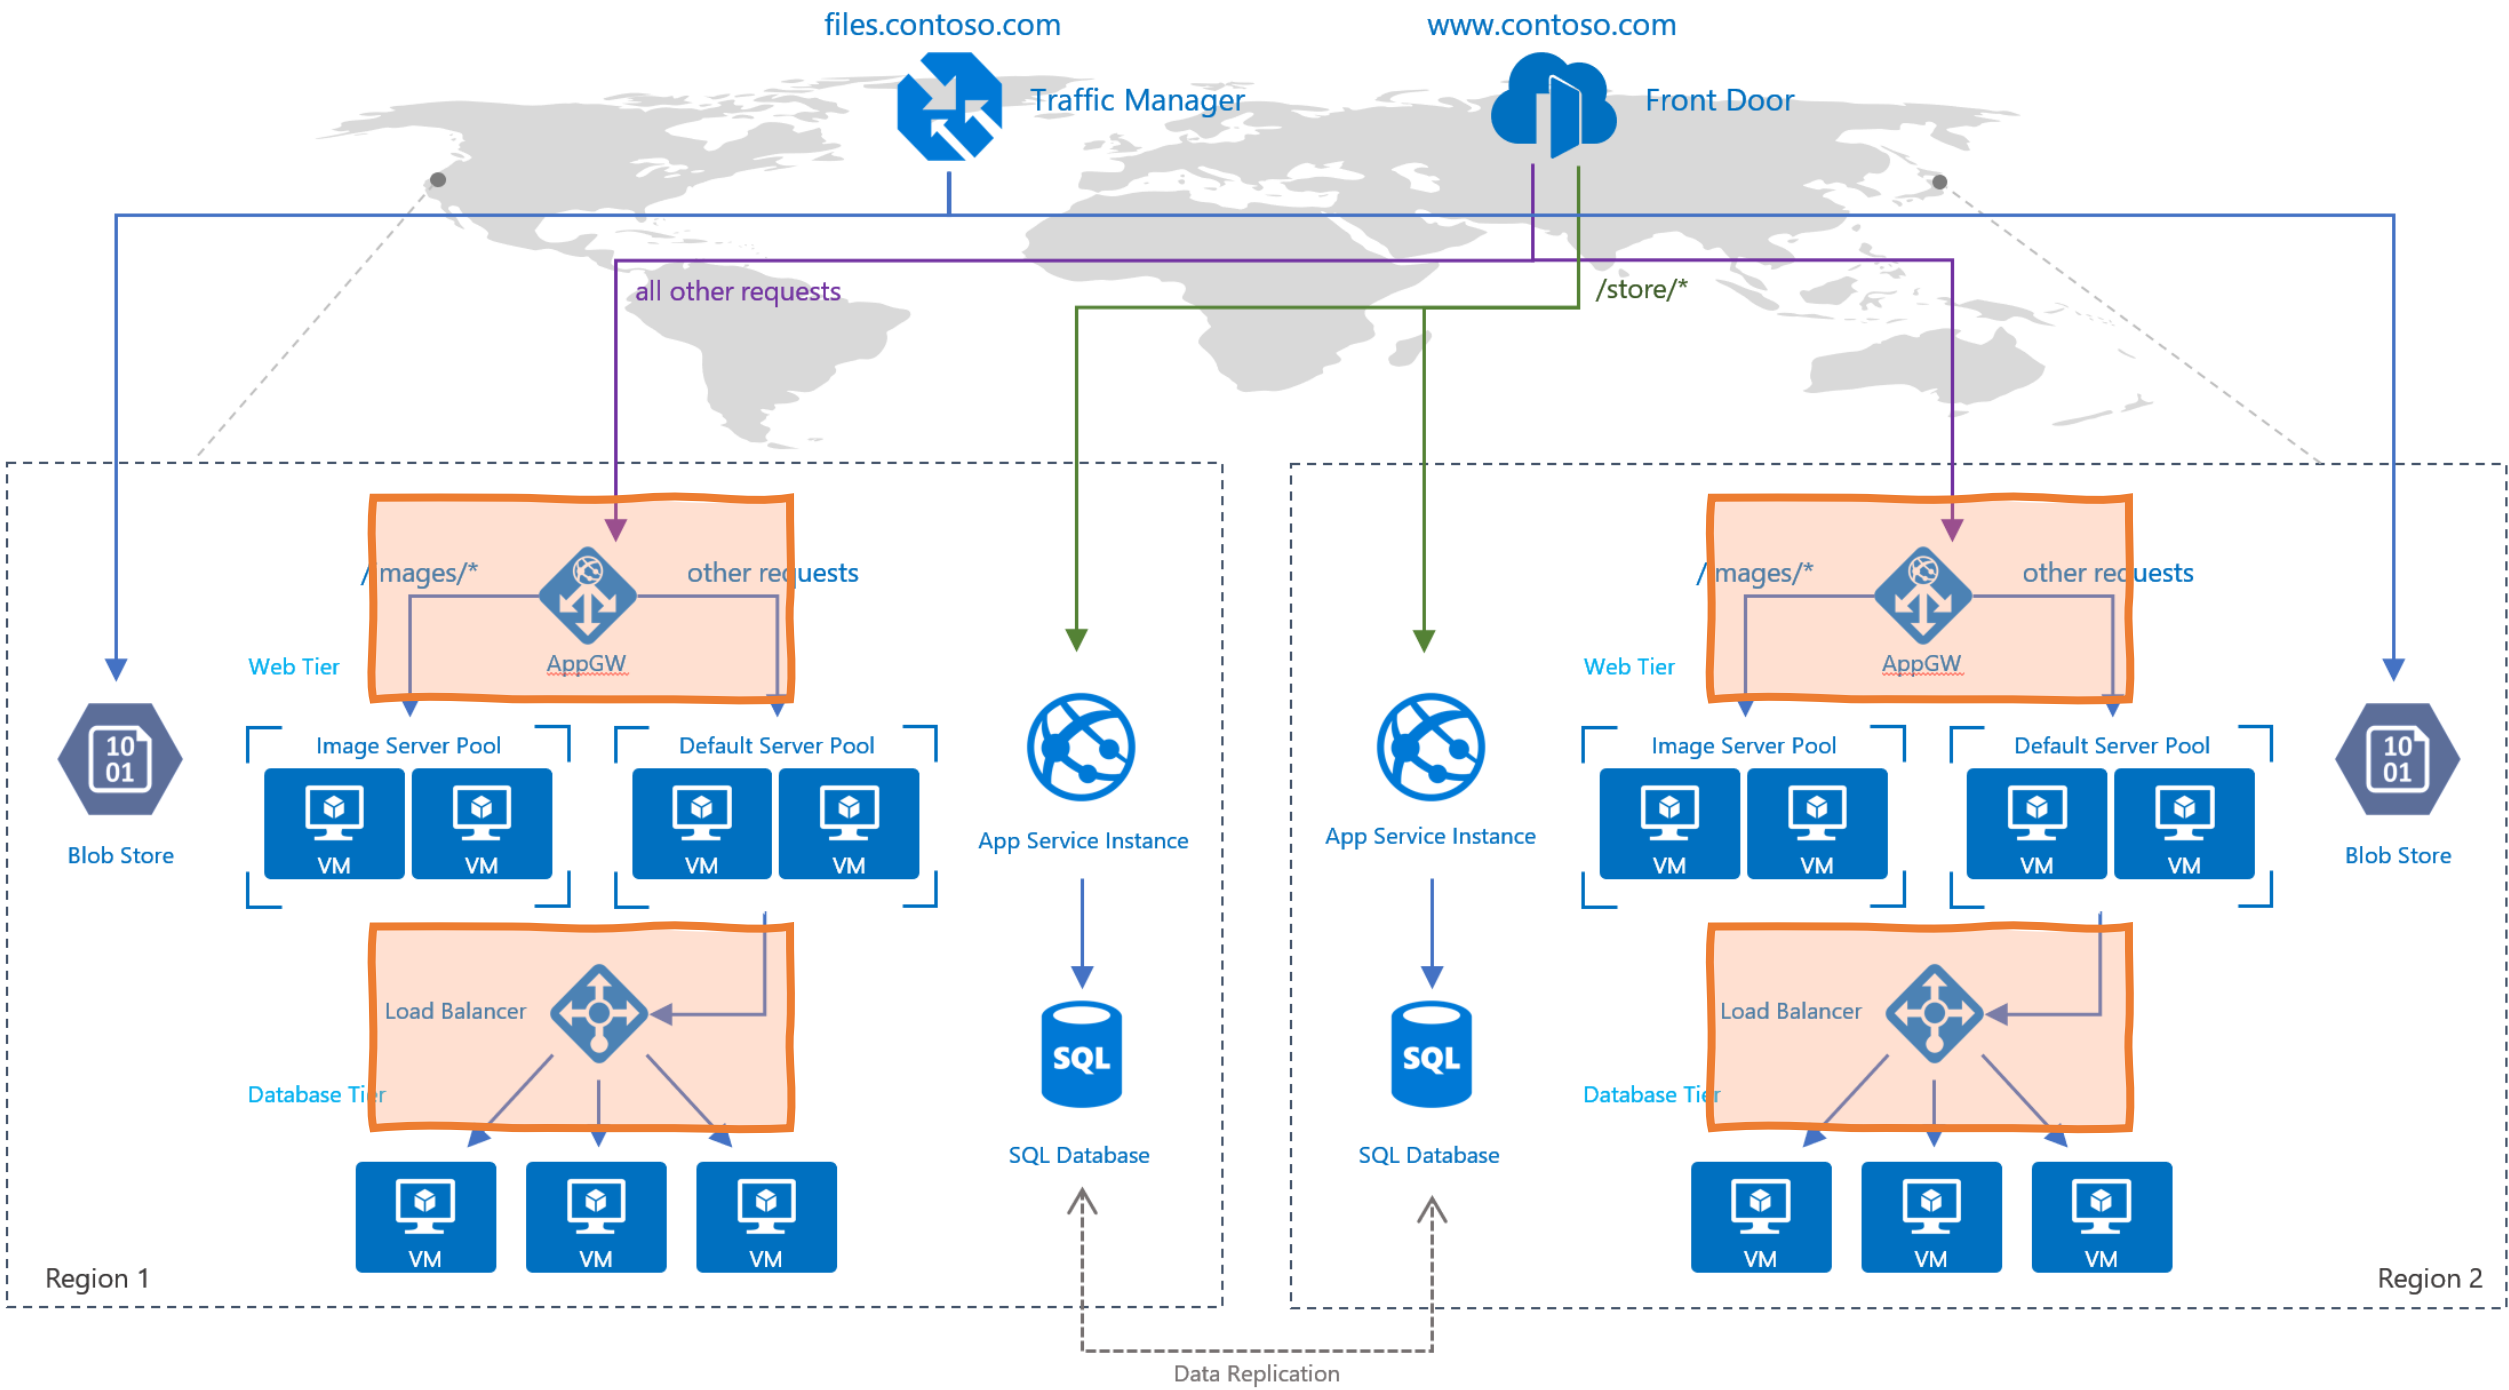 files.contoso.com
www.contoso.com
Traffic Manager
Front Door
all other requests
/store/*
/images/*
other requests
AppGW
Web Tier
Image Server Pool
Default Server Pool
VM
VM
VM
VM
Blob Store
App Service Instance
Load Balancer
Database Tier
SQL
SQL Database
VM
VM
VM
Region 1
/images/*
other requests
AppGW
Web Tier
Image Server Pool
Default Server Pool
VM
VM
VM
VM
App Service Instance
Blob Store
Load Balancer
Database Tier
SQL
SQL Database
VM
VM
VM
Region 2
10
01
10
01
Data Replication